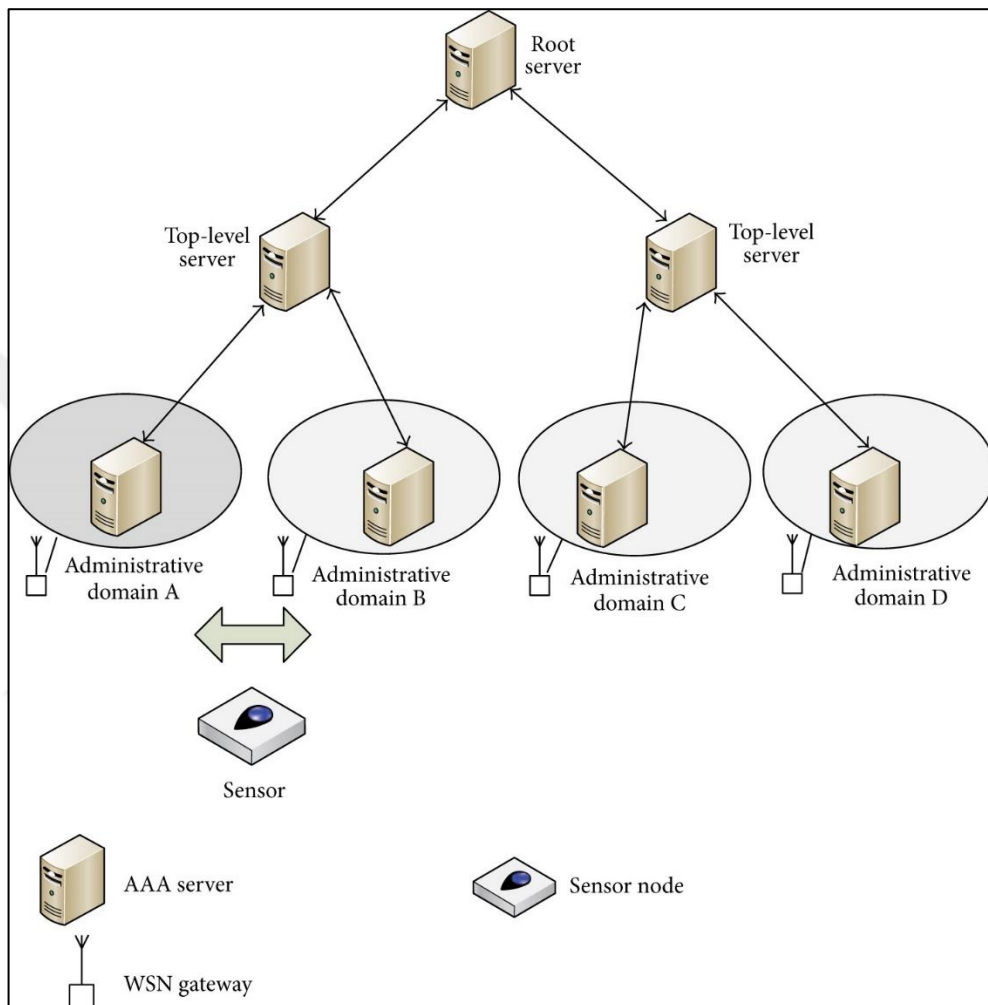 Root
server
Top-level
server
Top-level
server
Administrative
domain A
Administrative
domain B
Administrative
domain C
Administrative
domain D
Sensor
AAA server
Sensor node
WSN gateway